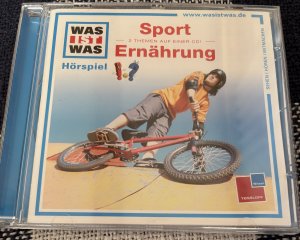 www.wasistwas.de
WAS
IST
WAS
Hörspiel
Sport
2 THEMEN AUF EINER CD!
Ernährung
TESSLOFF